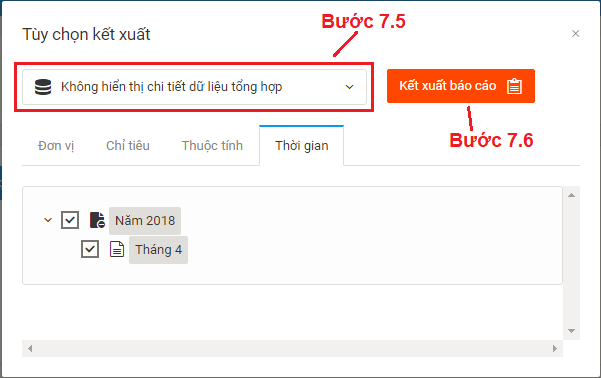 Bước 7.5
Tùy chọn kết xuất
×
Không hiển thị chi tiết dữ liệu tổng hợp
Kết xuất báo cáo
Bước 7.6
Đơn vị
Chỉ tiêu
Thuộc tính
Thời gian
Năm 2018
Tháng 4